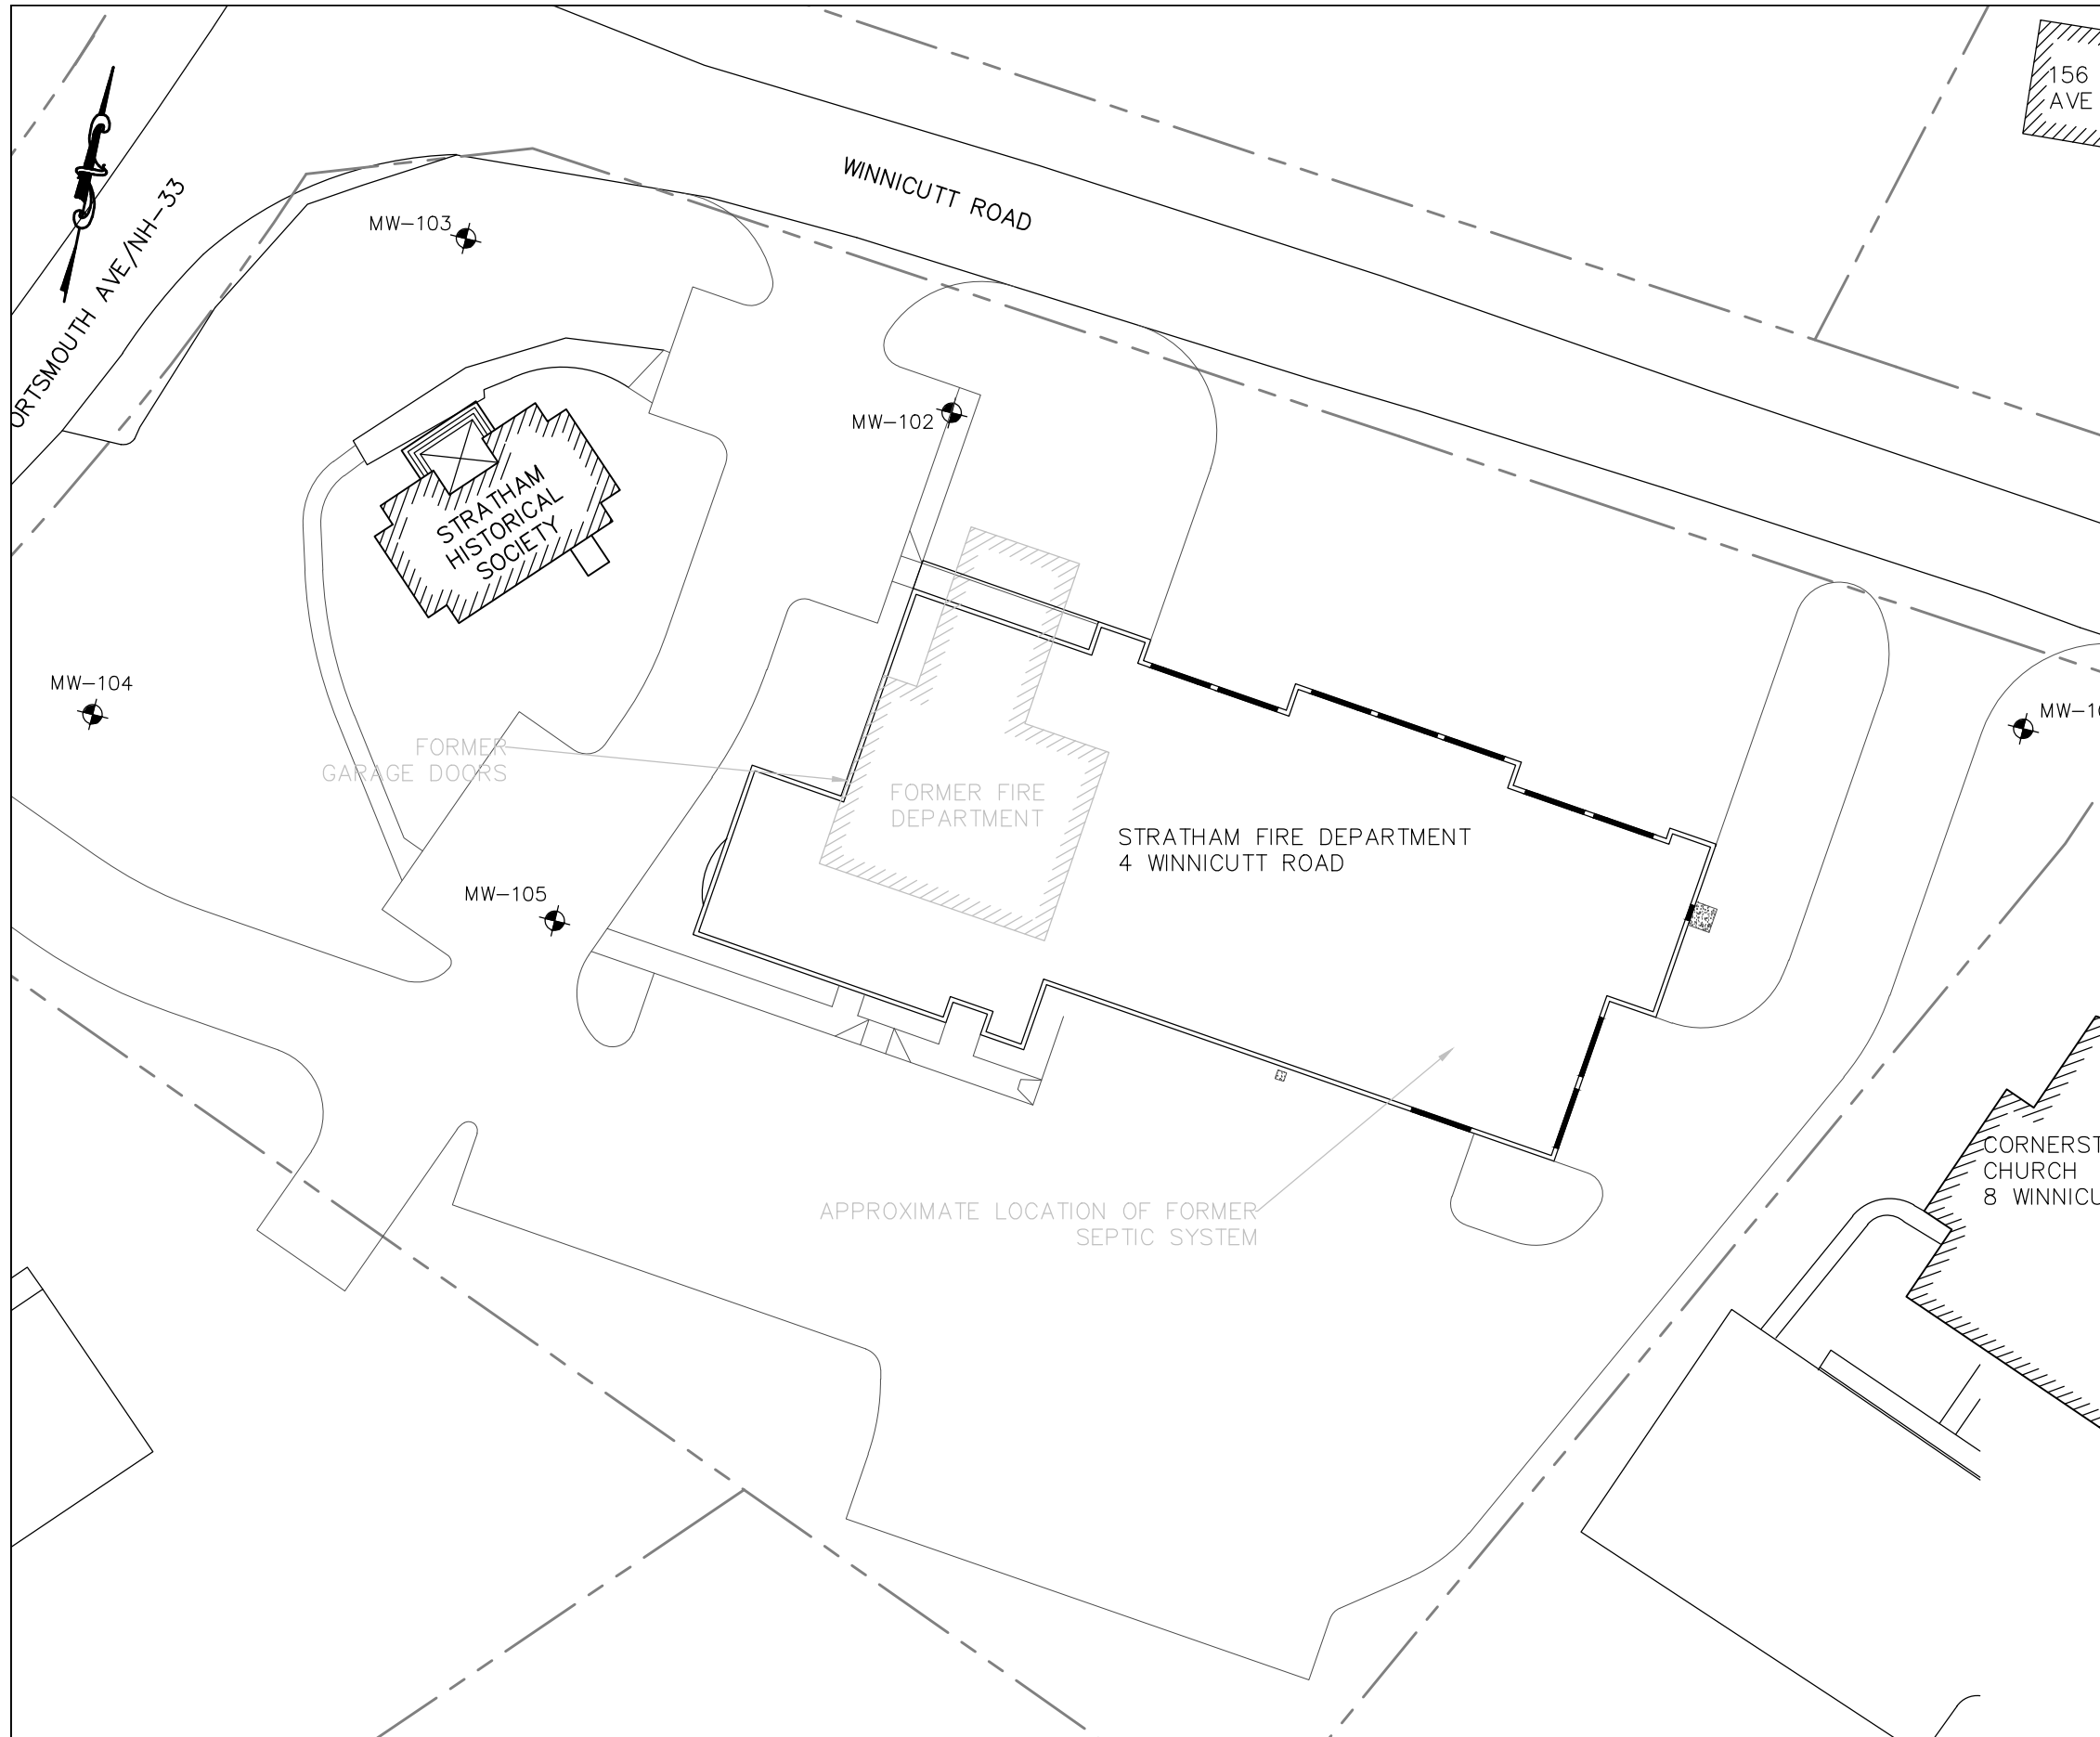 156
AVE
WINNICUTT ROAD
ORTSMOUTH AVE/NH-33
MW-103
MW-102
STRATHAM
HISTORICAL
SOCIETY
MW-104
MW-10
FORMER
GARAGE DOORS
FORMER FIRE
DEPARTMENT
STRATHAM FIRE DEPARTMENT
4 WINNICUTT ROAD
MW-105
CORNERST
CHURCH
8 WINNICU
APPROXIMATE LOCATION OF FORMER
SEPTIC SYSTEM